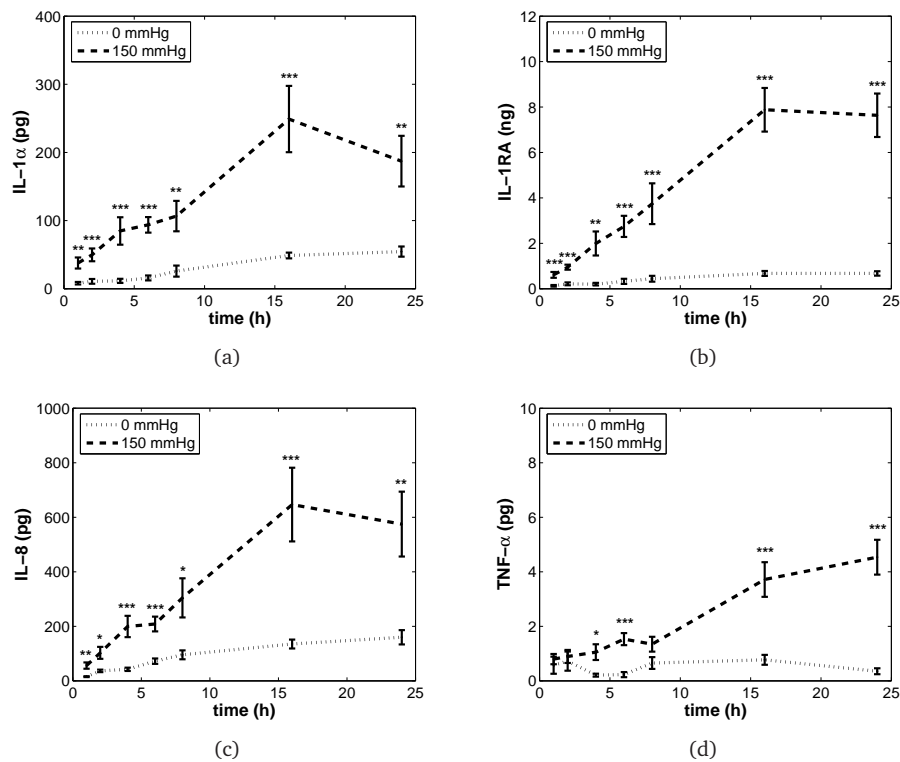 400
300
200
100
0
0 5 10 15 20 25
IL−1α (pg)
time (h)
0 mmHg
150 mmHg
** *** *** *** ** *** **
(a)
12
10
8
6
4
2
0
0 5 10 15 20 25
IL−1RA (ng)
time (h)
0 mmHg
150 mmHg
*** *** ** *** *** *** ***
(b)
1000
800
600
400
200
0
0 5 10 15 20 25
IL−8 (pg)
time (h)
0 mmHg
150 mmHg
** * *** *** * *** **
(c)
10
8
6
4
2
0
0 5 10 15 20 25
TNF−α (pg)
time (h)
0 mmHg
150 mmHg
* *** *** ***
(d)